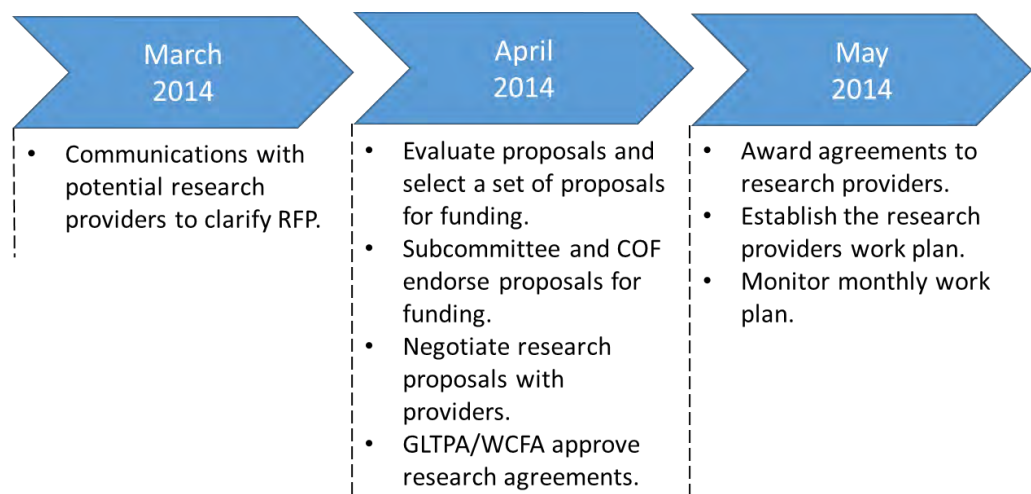 March
2014
• Communications with
potential research
providers to clarify RFP.
April
2014
• Evaluate proposals and
select a set of proposals
for funding.
• Subcommittee and COF
endorse proposals for
funding.
• Negotiate research
proposals with
providers.
• GLTPA/WCFA approve
research agreements.
May
2014
• Award agreements to
research providers.
• Establish the research
providers work plan.
• Monitor monthly work
plan.